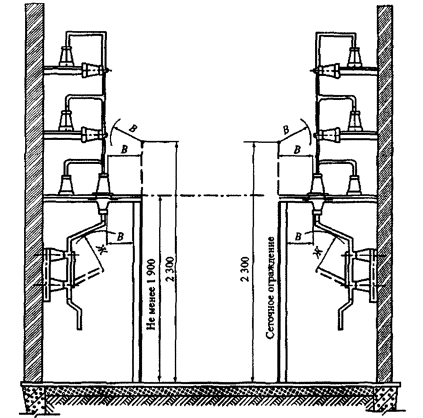 В
В
В
В
В
В
Ж
Ж
Не менее 1 900
2 300
2 300
Сеточное ограждение